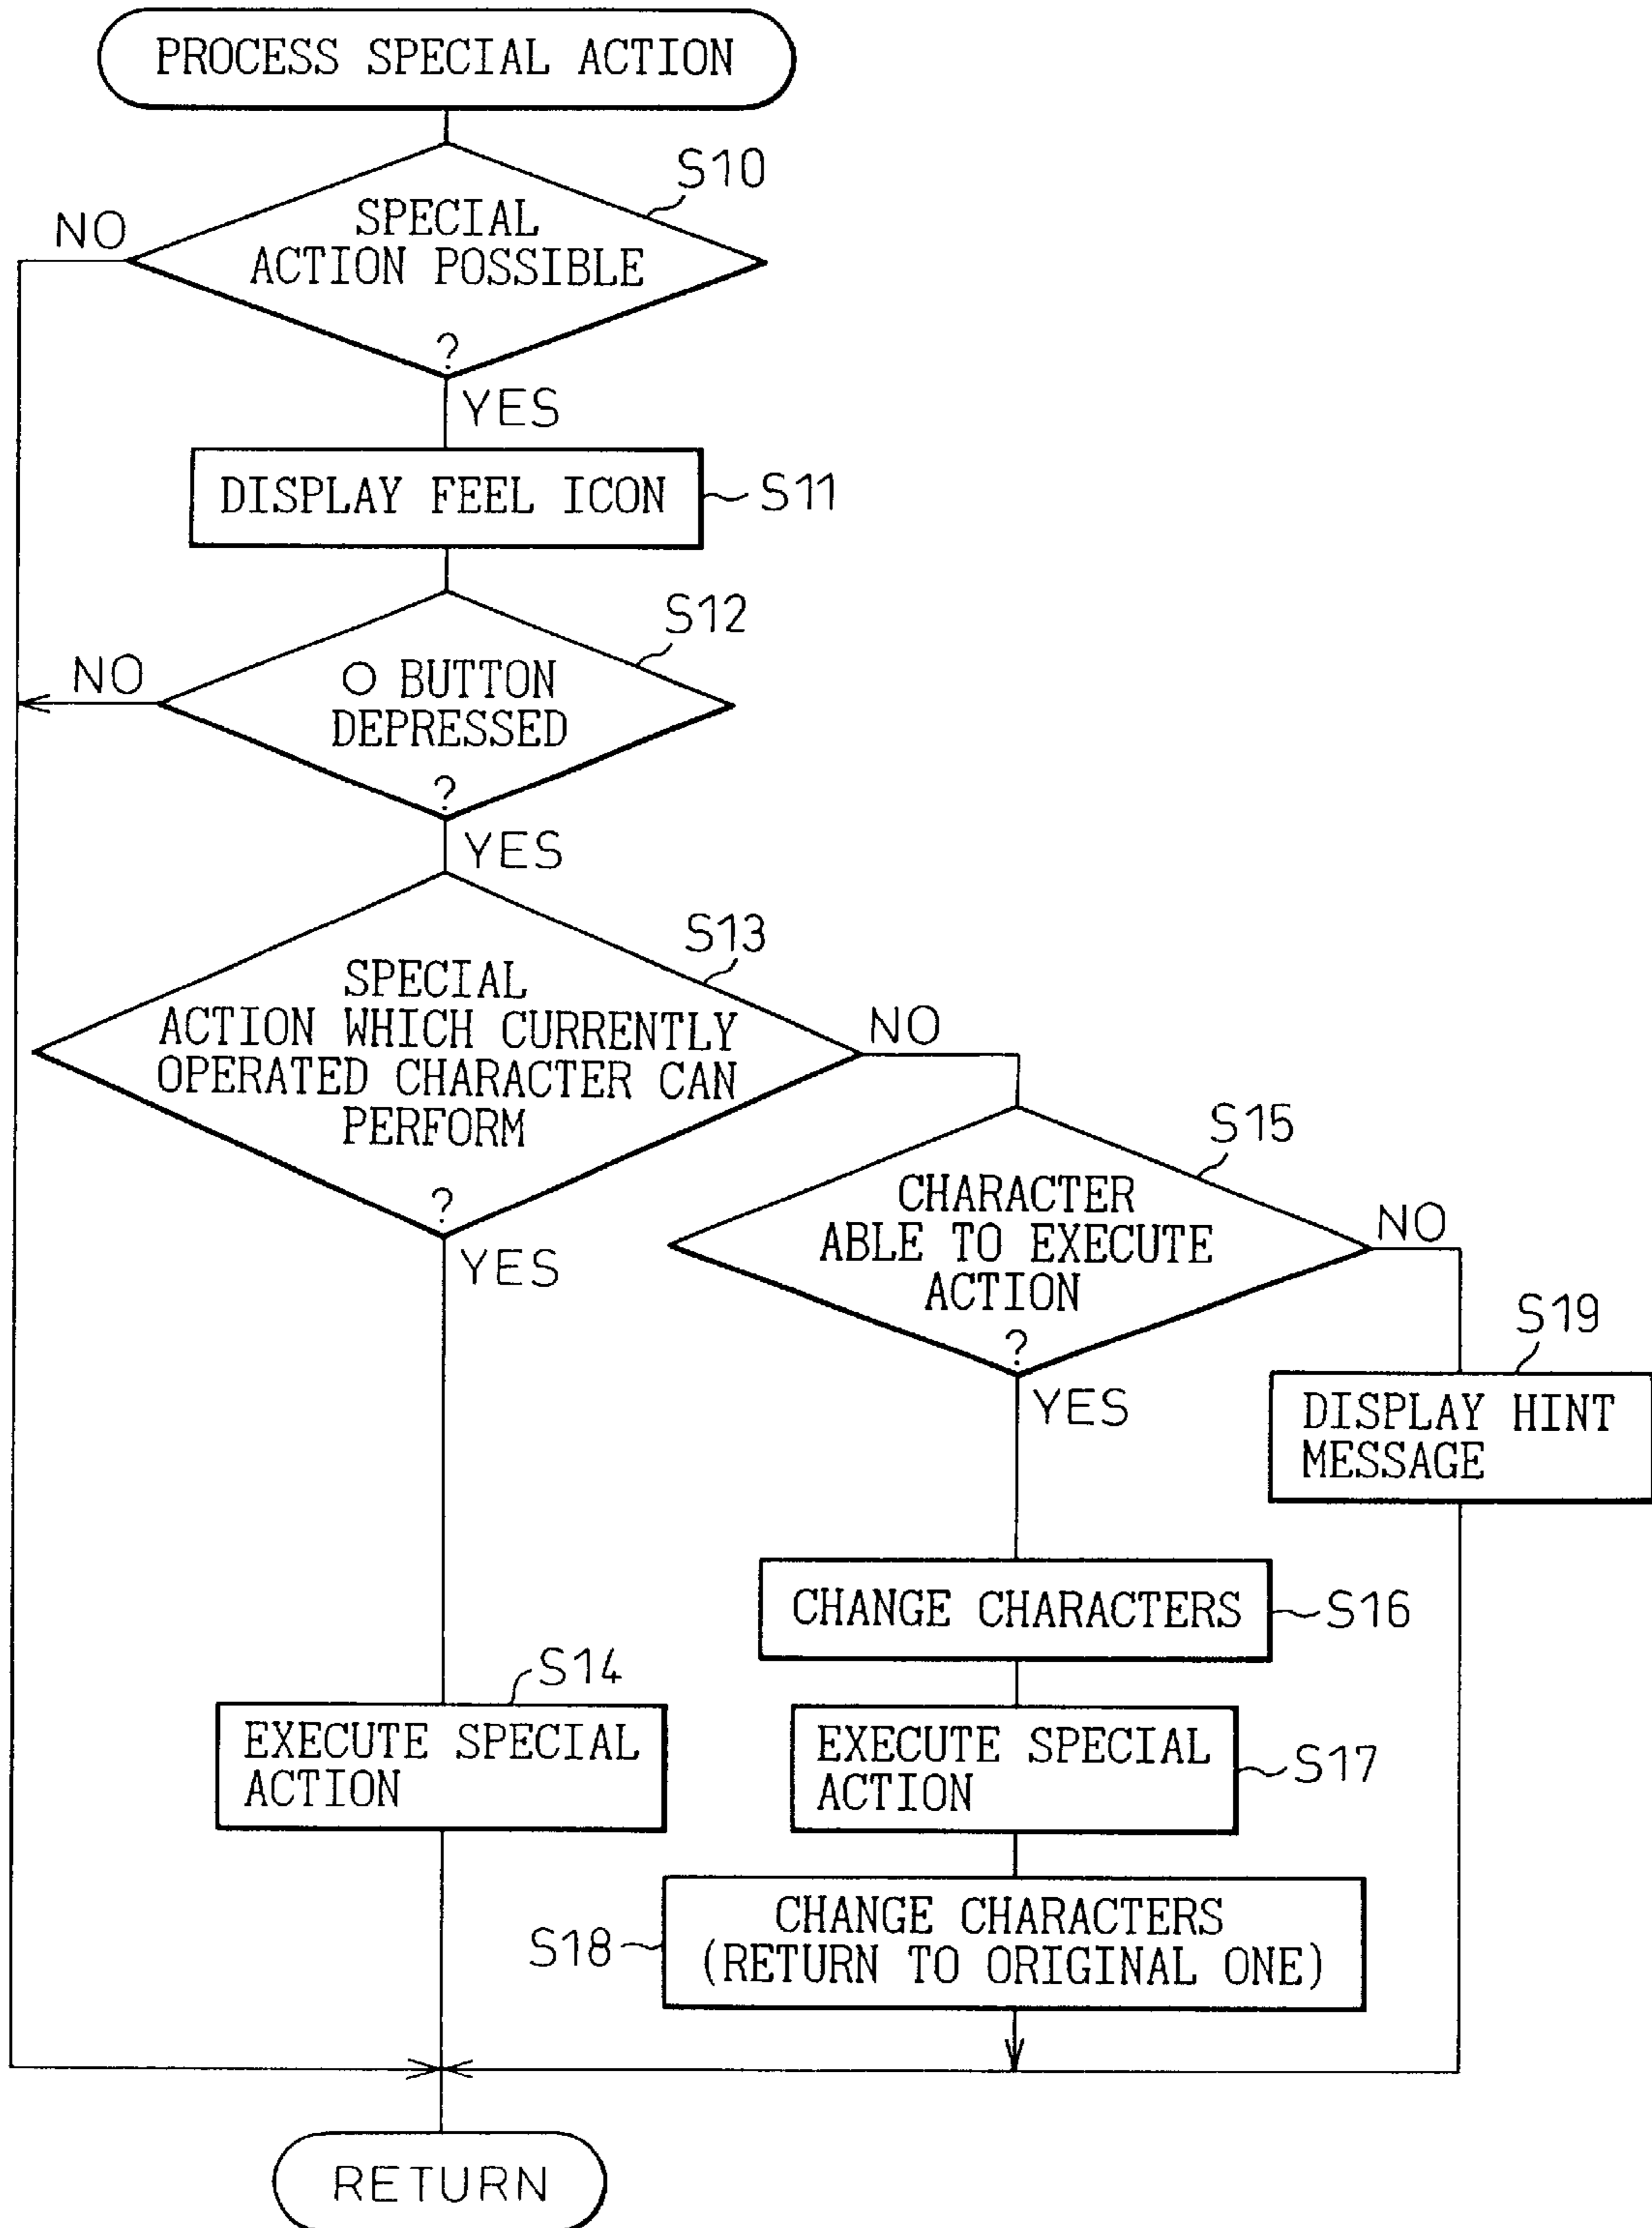 PROCESS SPECIAL ACTION
S10
NO
SPECIAL
ACTION POSSIBLE
?
YES
DISPLAY FEEL ICON
S11
S12
NO
○ BUTTON
DEPRESSED
?
YES
S13
SPECIAL
ACTION WHICH CURRENTLY
OPERATED CHARACTER CAN
PERFORM
?
NO
YES
S15
CHARACTER
ABLE TO EXECUTE
ACTION
?
NO
YES
S19
DISPLAY HINT
MESSAGE
CHANGE CHARACTERS
S16
S14
EXECUTE SPECIAL
ACTION
EXECUTE SPECIAL
ACTION
S17
S18
CHANGE CHARACTERS
(RETURN TO ORIGINAL ONE)
RETURN